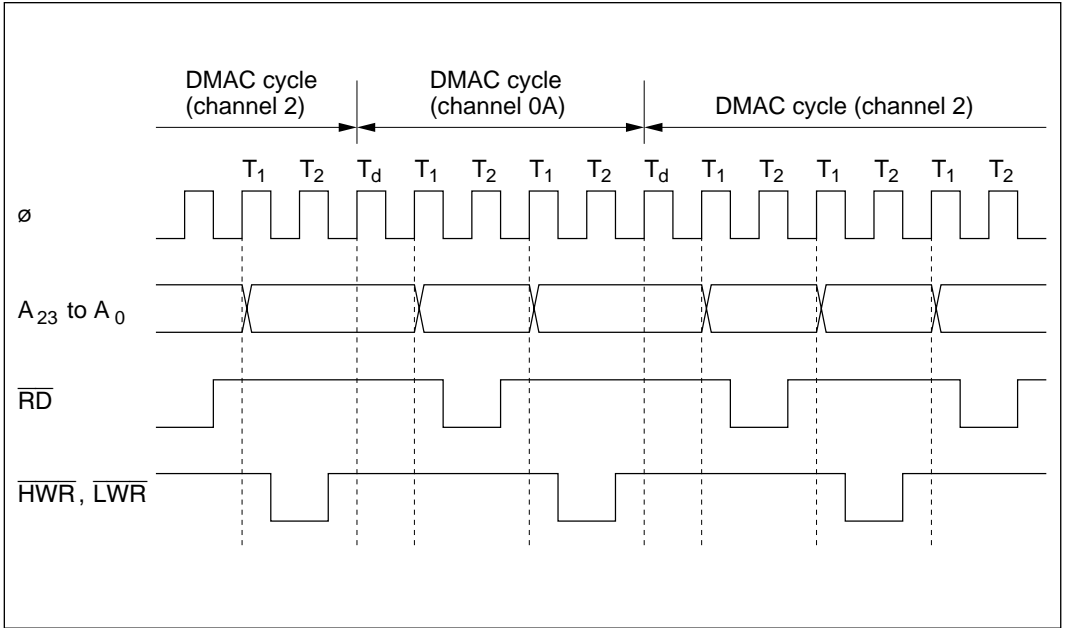 DMAC cycle
(channel 2)
DMAC cycle
(channel 0A)
DMAC cycle (channel 2)
T1 T2 Td T1 T2 T1 T2 Td T1 T2 T1 T2 T1 T2
ø
A23 to A0
RD
HWR, LWR